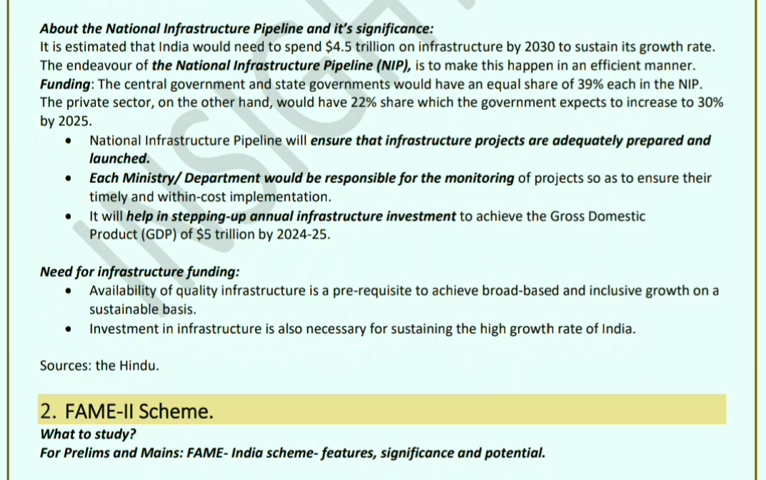 About the National Infrastructure Pipeline and it's significance:
It is estimated that India would need to spend $4.5 trillion on infrastructure by 2030 to sustain its growth rate.
The endeavour of the National Infrastructure Pipeline (NIP), is to make this happen in an efficient manner.
Funding: The central government and state governments would have an equal share of 39% each in the NIP.
The private sector, on the other hand, would have 22% share which the government expects to increase to 30%
by 2025.
• National Infrastructure Pipeline will ensure that infrastructure projects are adequately prepared and
launched.
• Each Ministry/ Department would be responsible for the monitoring of projects so as to ensure their
timely and within-cost implementation.
• It will help in stepping-up annual infrastructure investment to achieve the Gross Domestic
Product (GDP) of $5 trillion by 2024-25.
Need for infrastructure funding:
• Availability of quality infrastructure is a pre-requisite to achieve broad-based and inclusive growth on a
sustainable basis.
• Investment in infrastructure is also necessary for sustaining the high growth rate of India.
Sources: the Hindu.
2. FAME-II Scheme.
What to study?
For Prelims and Mains: FAME- India scheme- features, significance and potential.
INSIGH